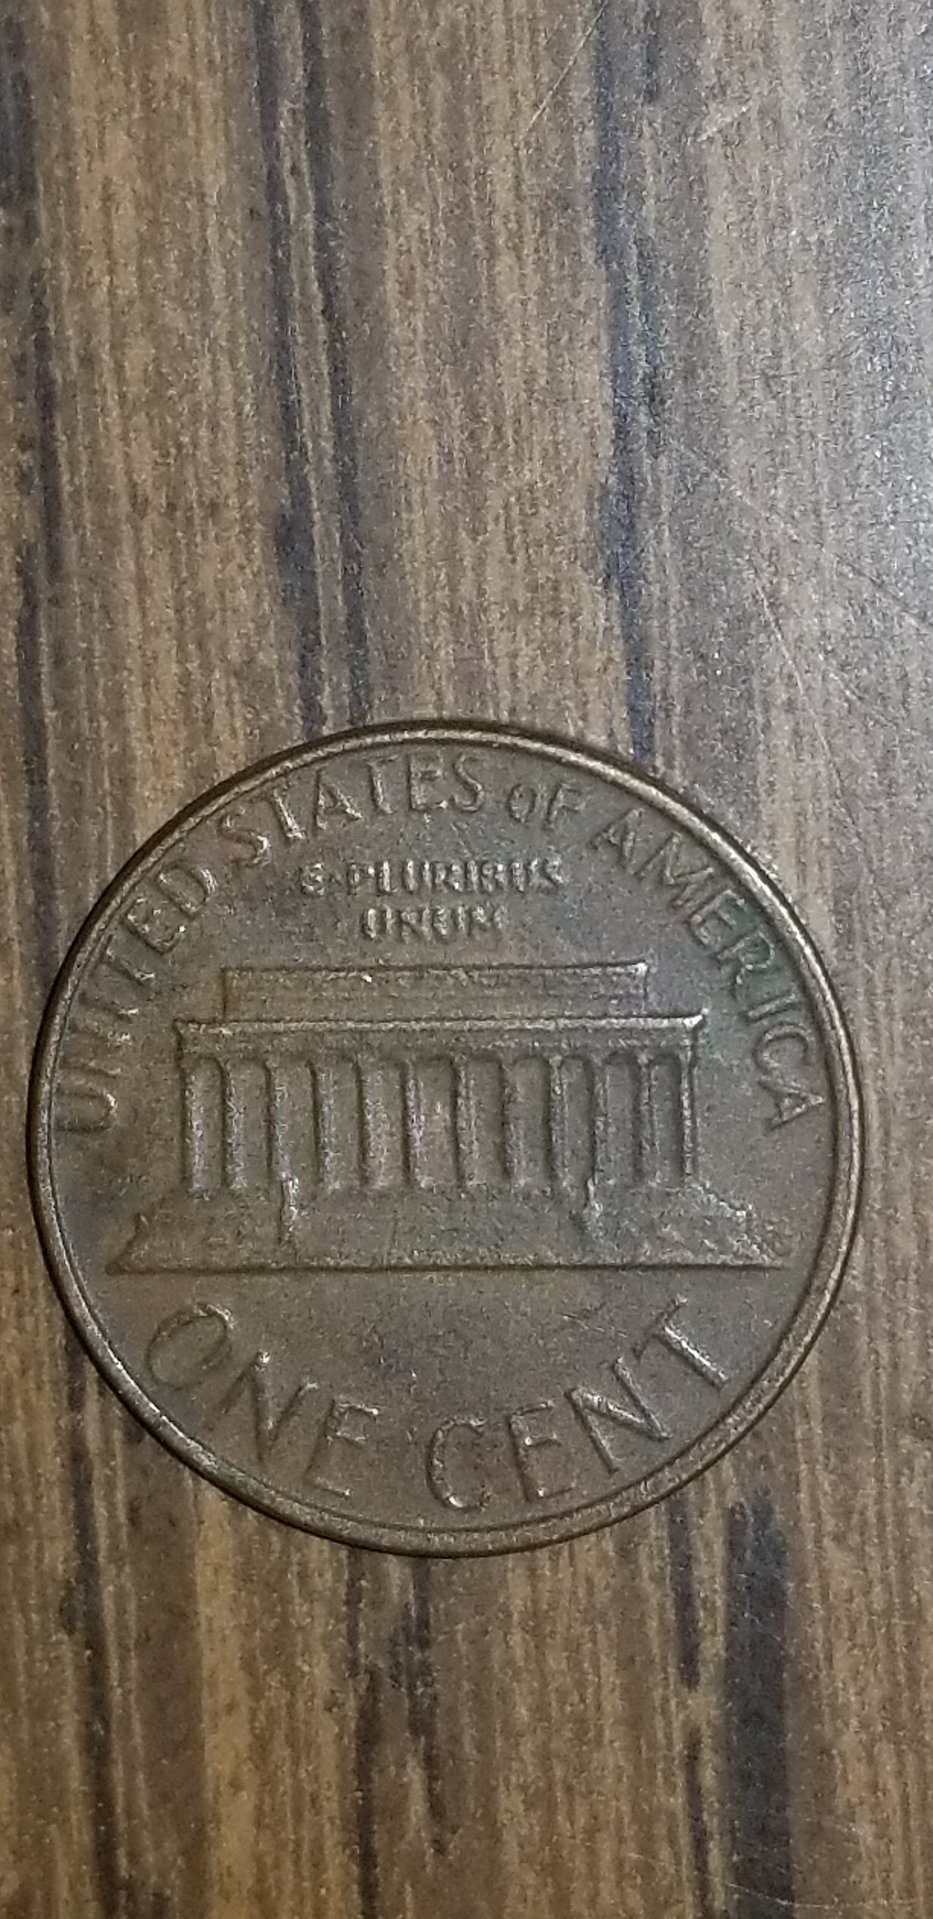 UNITED STATES OF AMERICA
E·PLURIBUS
UNUM
ONE CENT